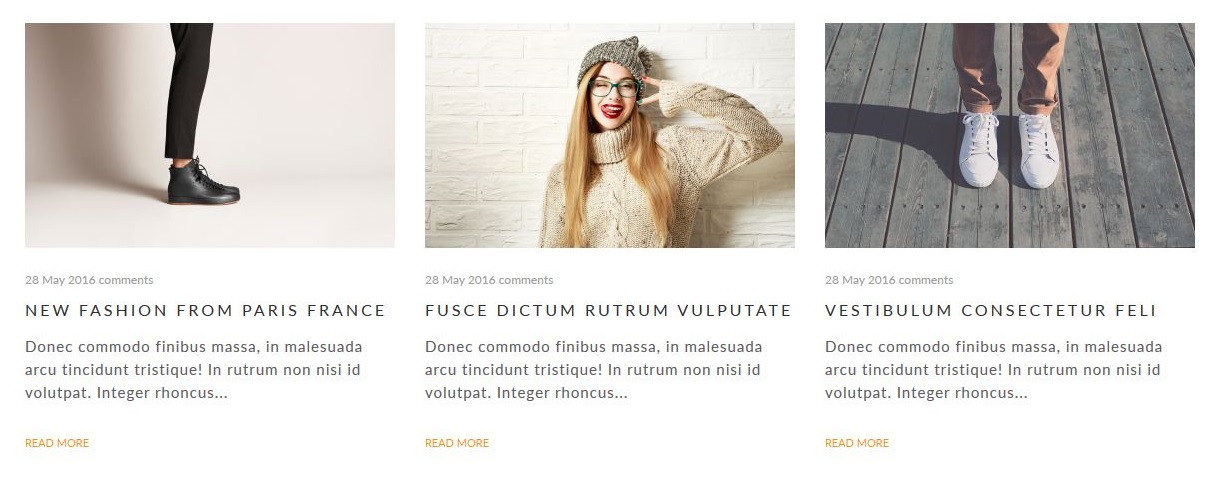 28 May 2016 comments
NEW FASHION FROM PARIS FRANCE
Donec commodo finibus massa, in malesuada
arcu tincidunt tristique! In rutrum non nisi id
volutpat. Integer rhoncus...
READ MORE
28 May 2016 comments
FUSCE DICTUM RUTRUM VULPUTATE
Donec commodo finibus massa, in malesuada
arcu tincidunt tristique! In rutrum non nisi id
volutpat. Integer rhoncus...
READ MORE
28 May 2016 comments
VESTIBULUM CONSECTETUR FELI
Donec commodo finibus massa, in malesuada
arcu tincidunt tristique! In rutrum non nisi id
volutpat. Integer rhoncus...
READ MORE